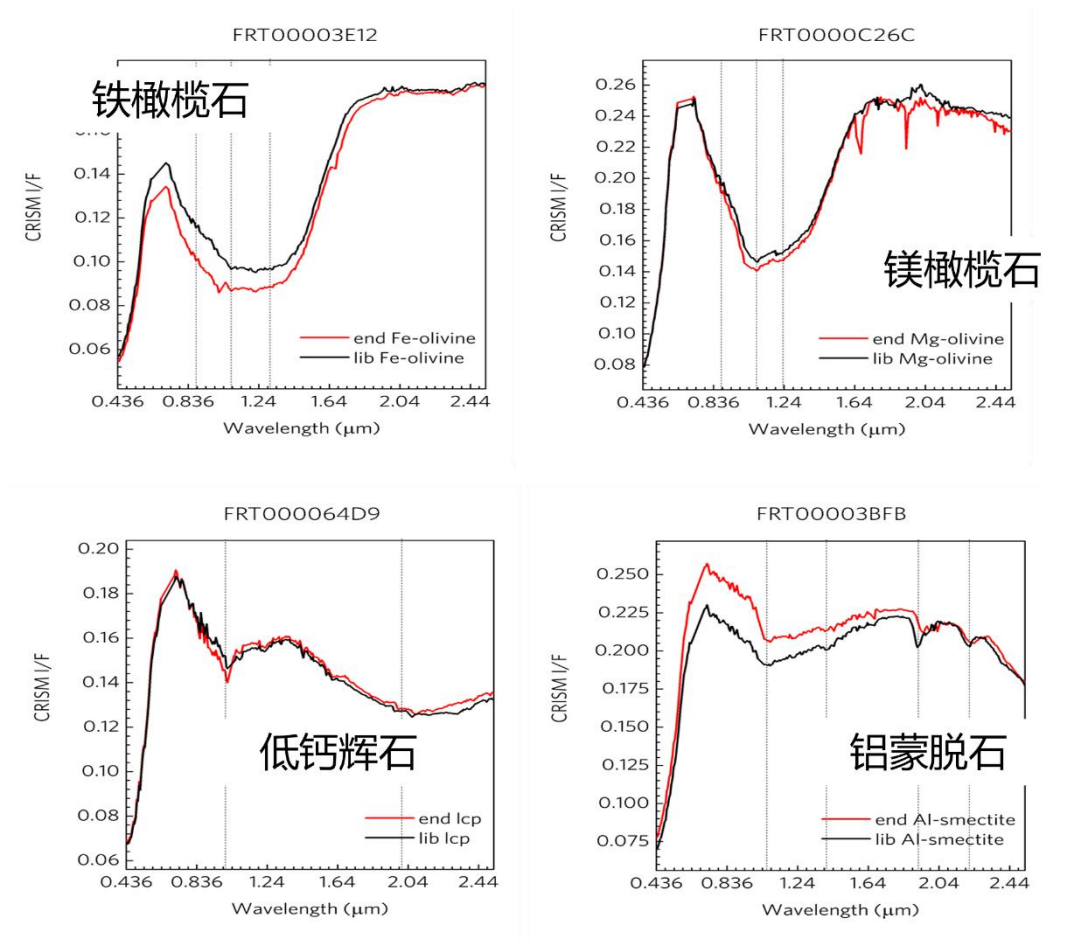 FRT00003E12
铁橄榄石
CRISM I/F
0.14
0.12
0.10
0.08
0.06
end Fe-olivine
lib Fe-olivine
0.436 0.836 1.24 1.64 2.04 2.44
Wavelength (μm)
FRT0000C26C
CRISM I/F
0.26
0.24
0.22
0.20
0.18
0.16
0.14
0.12
0.10
0.08
镁橄榄石
end Mg-olivine
lib Mg-olivine
0.436 0.836 1.24 1.64 2.04 2.44
Wavelength (μm)
FRT000064D9
CRISM I/F
0.20
0.18
0.16
0.14
0.12
0.10
0.08
0.06
低钙辉石
end lcp
lib lcp
0.436 0.836 1.24 1.64 2.04 2.44
Wavelength (μm)
FRT00003BFB
CRISM I/F
0.250
0.225
0.200
0.175
0.150
0.125
0.100
0.075
铝蒙脱石
end Al-smectite
lib Al-smectite
0.436 0.836 1.24 1.64 2.04 2.44
Wavelength (μm)